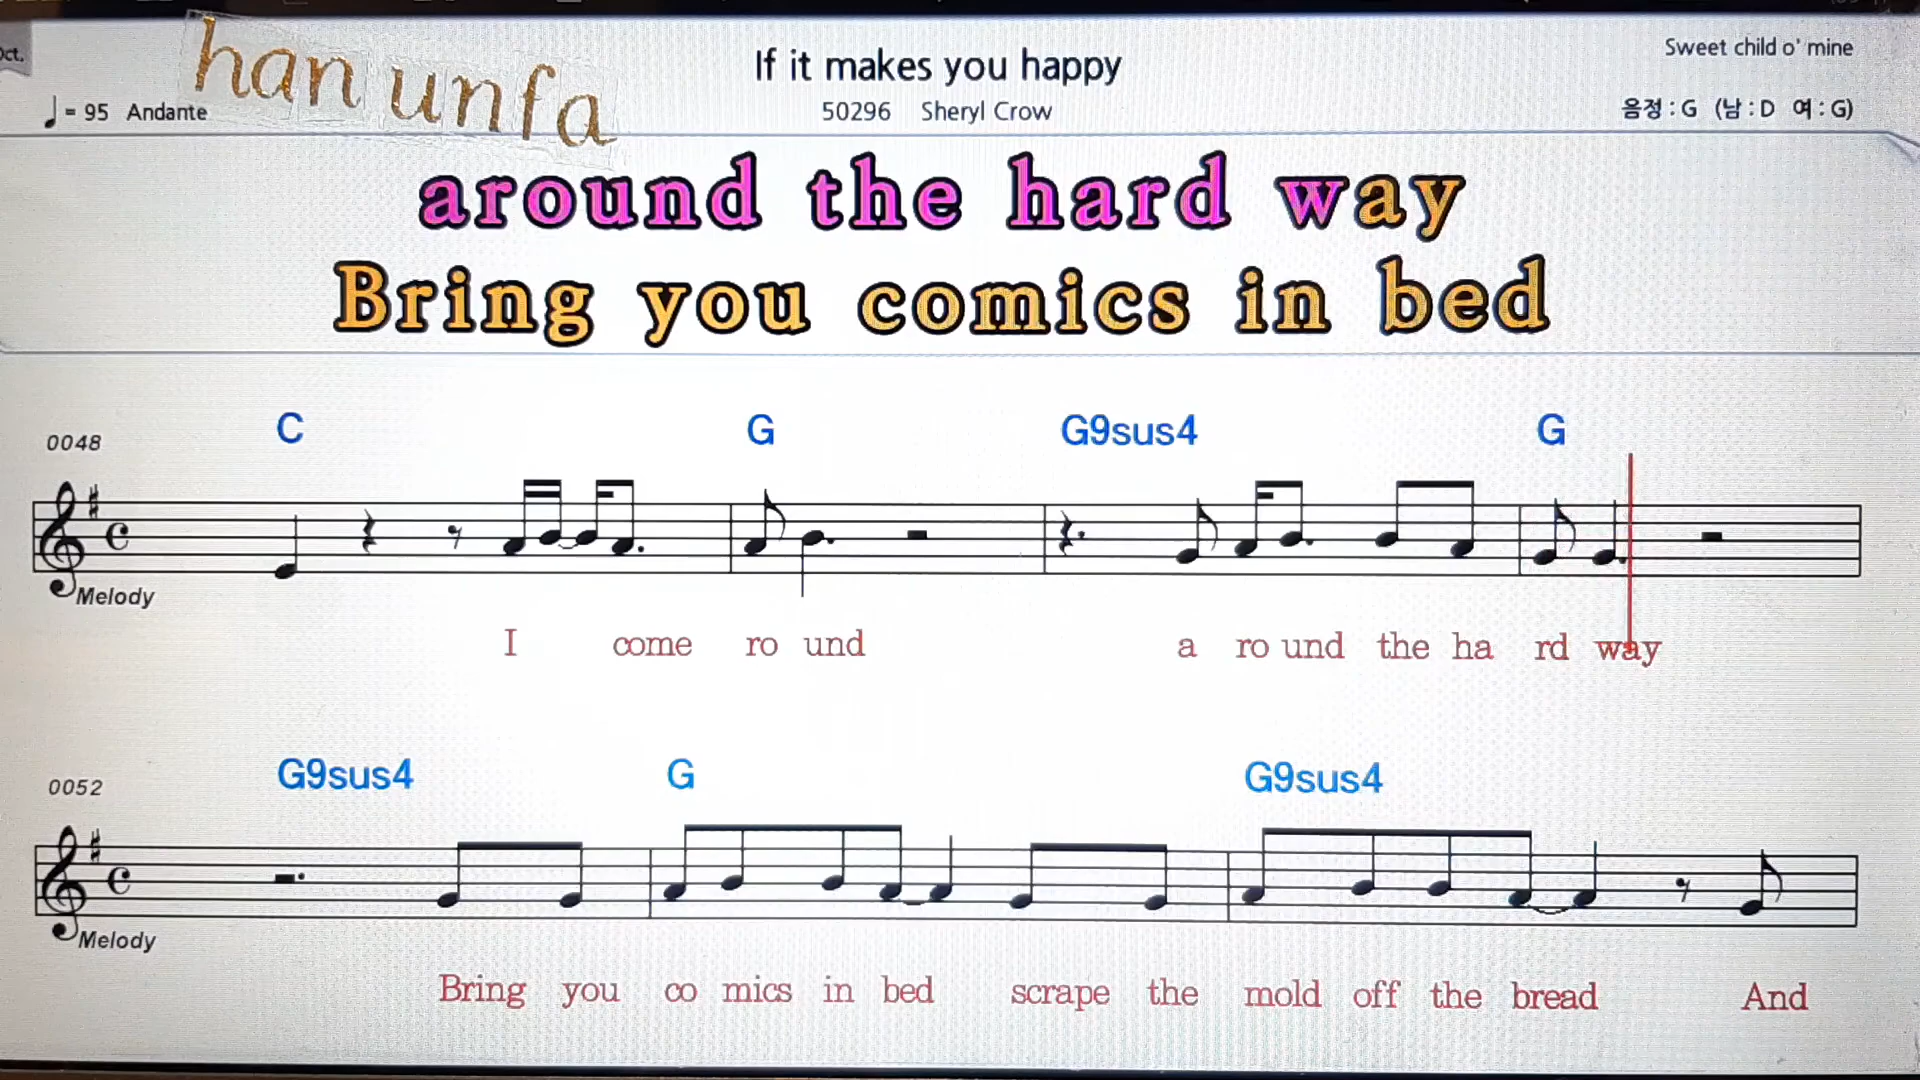 Oct.
han unfa
If it makes you happy
Sweet child o' mine
= 95 Andante
50296 Sheryl Crow
음정 : G (남 : D 여 : G)
around the hard way
Bring you comics in bed
C G G9sus4 G
0048
Melody
I come ro und a ro und the ha rd way
G9sus4 G G9sus4
0052
Melody
Bring you co mics in bed scrape the mold off the bread And